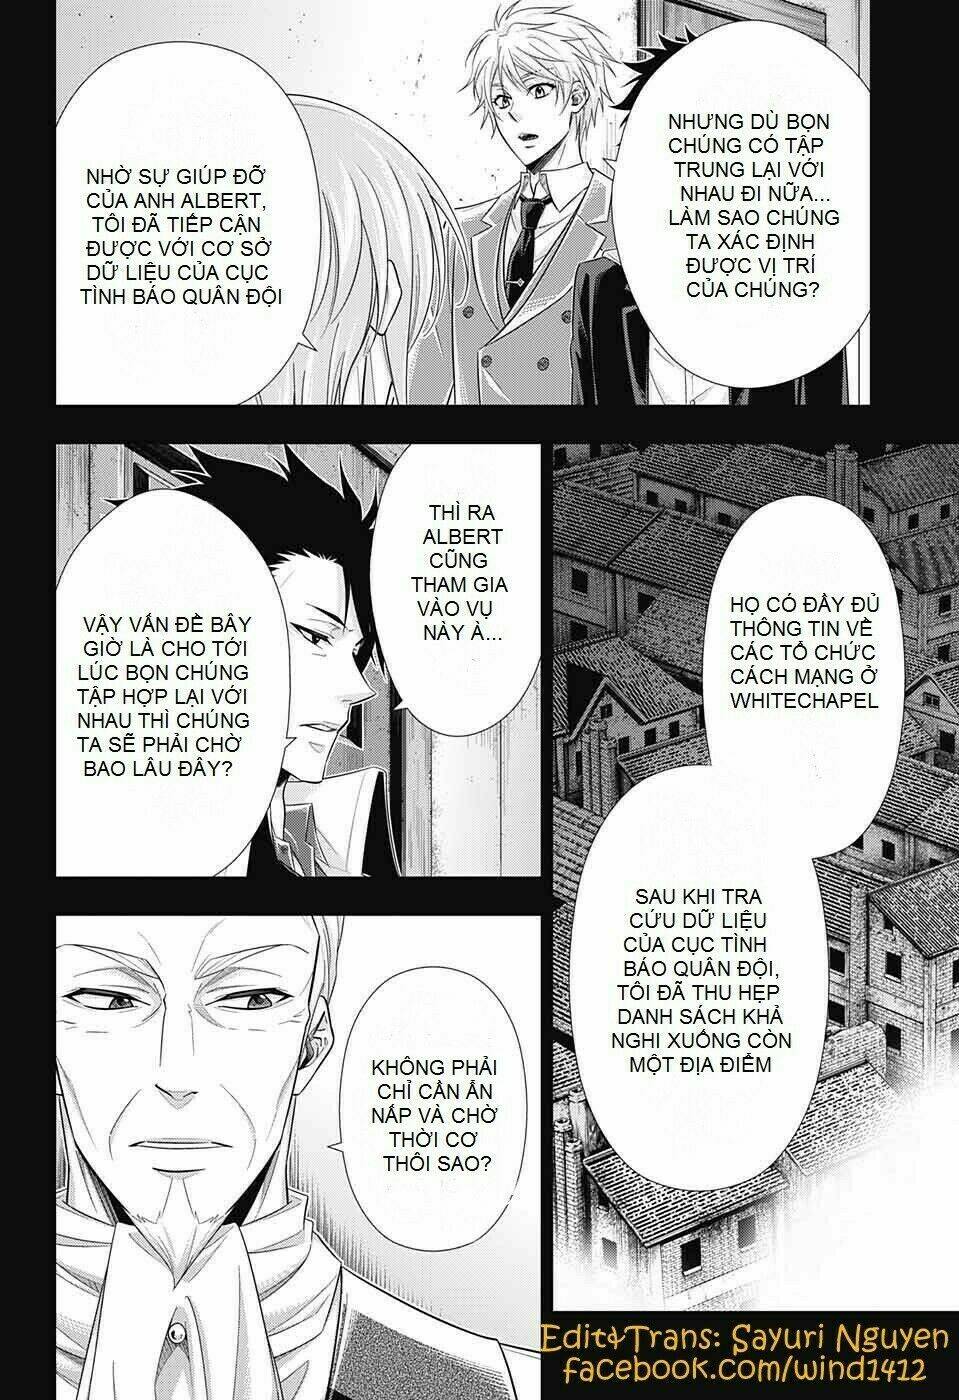 NHƯNG DÙ BỌN
CHÚNG CÓ TẬP
TRUNG LẠI VỚI
NHAU ĐI NỮA...
LÀM SAO CHÚNG
TA XÁC ĐỊNH
ĐƯỢC VỊ TRÍ
CỦA CHÚNG?
NHỜ SỰ GIÚP ĐỠ
CỦA ANH ALBERT,
TÔI ĐÃ TIẾP CẬN
ĐƯỢC VỚI CƠ SỞ
DỮ LIỆU CỦA CỤC
TÌNH BÁO QUÂN ĐỘI
HỌ CÓ ĐẦY ĐỦ
THÔNG TIN VỀ
CÁC TỔ CHỨC
CÁCH MẠNG Ở
WHITECHAPEL
SAU KHI TRA
CỨU DỮ LIỆU
CỦA CỤC TÌNH
BÁO QUÂN ĐỘI,
TÔI ĐÃ THU HẸP
DANH SÁCH KHẢ
NGHI XUỐNG CÒN
MỘT ĐỊA ĐIỂM
THÌ RA
ALBERT
CŨNG
THAM GIA
VÀO VỤ
NÀY À...
VẬY VẤN ĐỀ BÂY
GIỜ LÀ CHO TỚI
LÚC BỌN CHÚNG
TẬP HỢP LẠI VỚI
NHAU THÌ CHÚNG
TA SẼ PHẢI CHỜ
BAO LÂU ĐÂY?
KHÔNG PHẢI
CHỈ CẦN ẨN
NẤP VÀ CHỜ
THỜI CƠ
THÔI SAO?
Edit&Trans: Sayuri Nguyen
facebook.com/wind1412